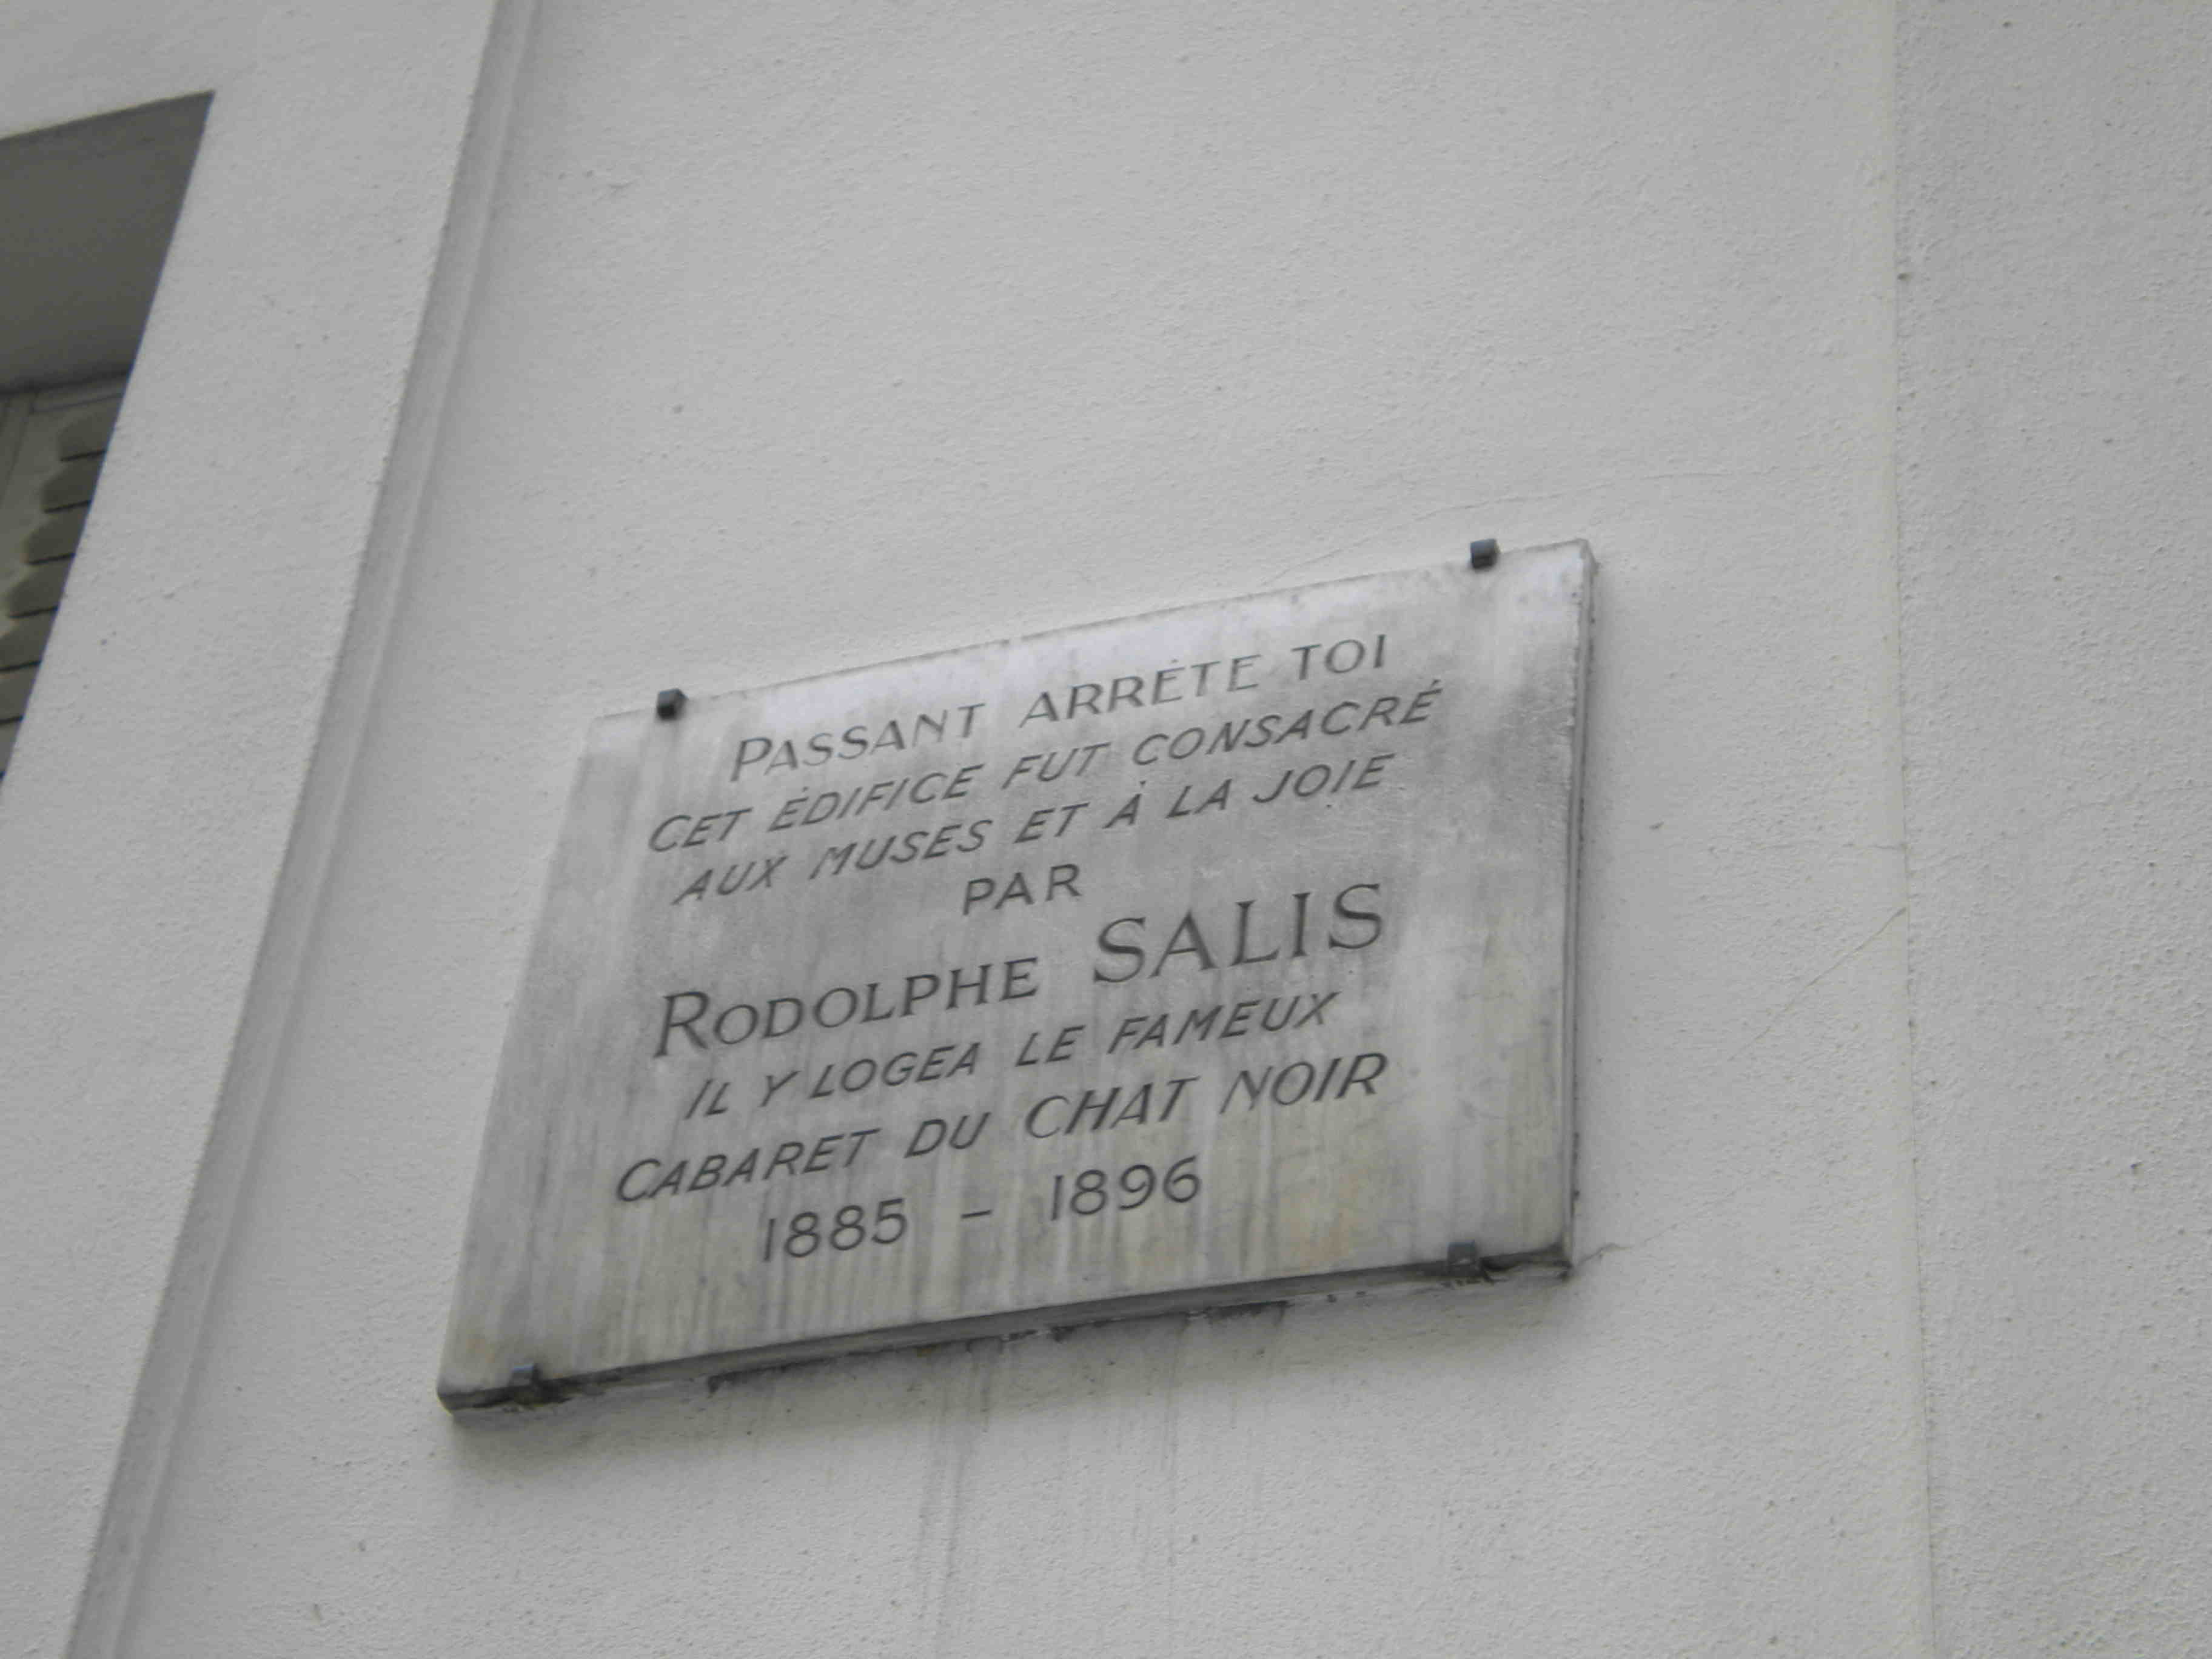 PASSANT ARRÊTE TOI
CET ÉDIFICE FUT CONSACRÉ
AUX MUSES ET À LA JOIE
PAR
RODOLPHE SALIS
IL Y LOGEA LE FAMEUX
CABARET DU CHAT NOIR
1885 – 1896